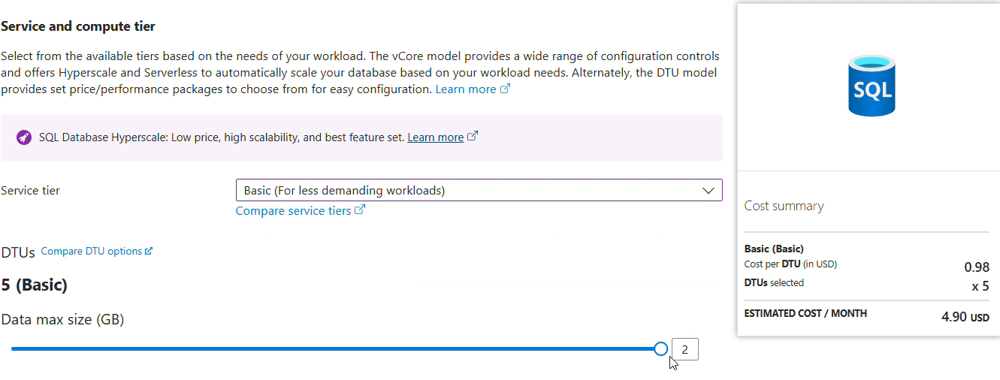 Service and compute tier
Select from the available tiers based on the needs of your workload. The vCore model provides a wide range of configuration controls
and offers Hyperscale and Serverless to automatically scale your database based on your workload needs. Alternately, the DTU model
provides set price/performance packages to choose from for easy configuration. Learn more
SQL Database Hyperscale: Low price, high scalability, and best feature set. Learn more
Service tier
Basic (For less demanding workloads)
Compare service tiers
DTUs Compare DTU options
5 (Basic)
Data max size (GB)
2
SQL
Cost summary
Basic (Basic)
Cost per DTU (in USD) 0.98
DTUs selected x 5
ESTIMATED COST / MONTH 4.90 USD